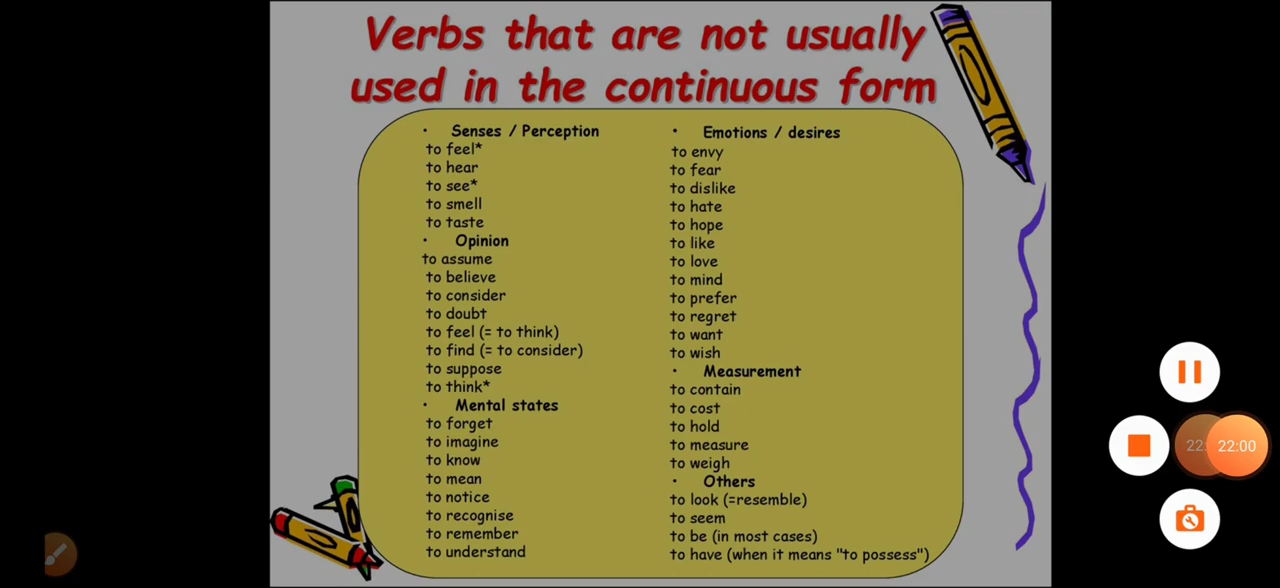 Verbs that are not usually
used in the continuous form
• Senses / Perception
to feel*
to hear
to see*
to smell
to taste
• Opinion
to assume
to believe
to consider
to doubt
to feel (= to think)
to find (= to consider)
to suppose
to think*
• Mental states
to forget
to imagine
to know
to mean
to notice
to recognise
to remember
to understand
• Emotions / desires
to envy
to fear
to dislike
to hate
to hope
to like
to love
to mind
to prefer
to regret
to want
to wish
• Measurement
to contain
to cost
to hold
to measure
to weigh
• Others
to look (=resemble)
to seem
to be (in most cases)
to have (when it means "to possess")
22:00